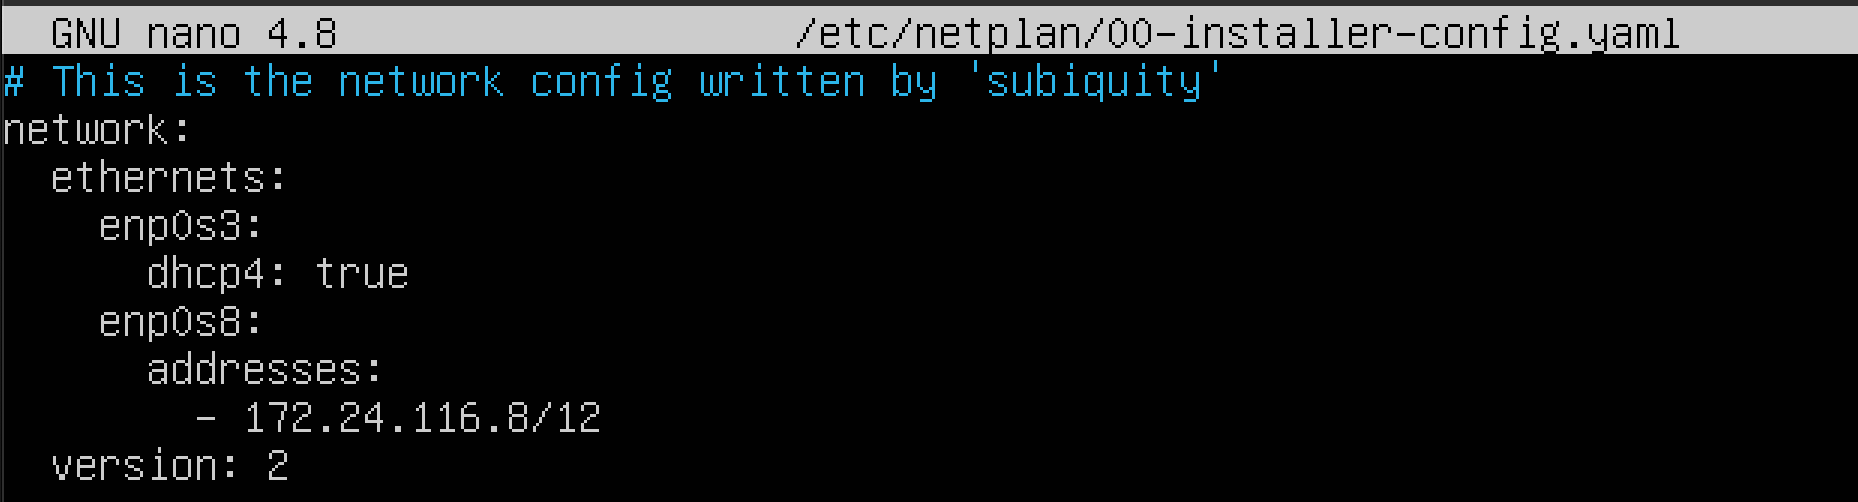 GNU nano 4.8 /etc/netplan/00-installer-config.yaml
# This is the network config written by 'subiquity'
network:
  ethernets:
    enp0s3:
      dhcp4: true
    enp0s8:
      addresses:
        - 172.24.116.8/12
  version: 2